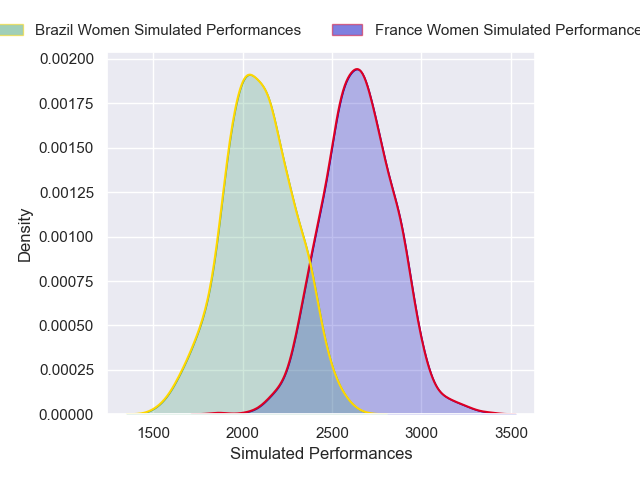 Brazil Women Simulated Performances France Women Simulated Performance
0.00200
0.00175
0.00150
0.00125
0.00100
0.00075
0.00050
0.00025
0.00000
Density
1500 2000 2500 3000 3500
Simulated Performances